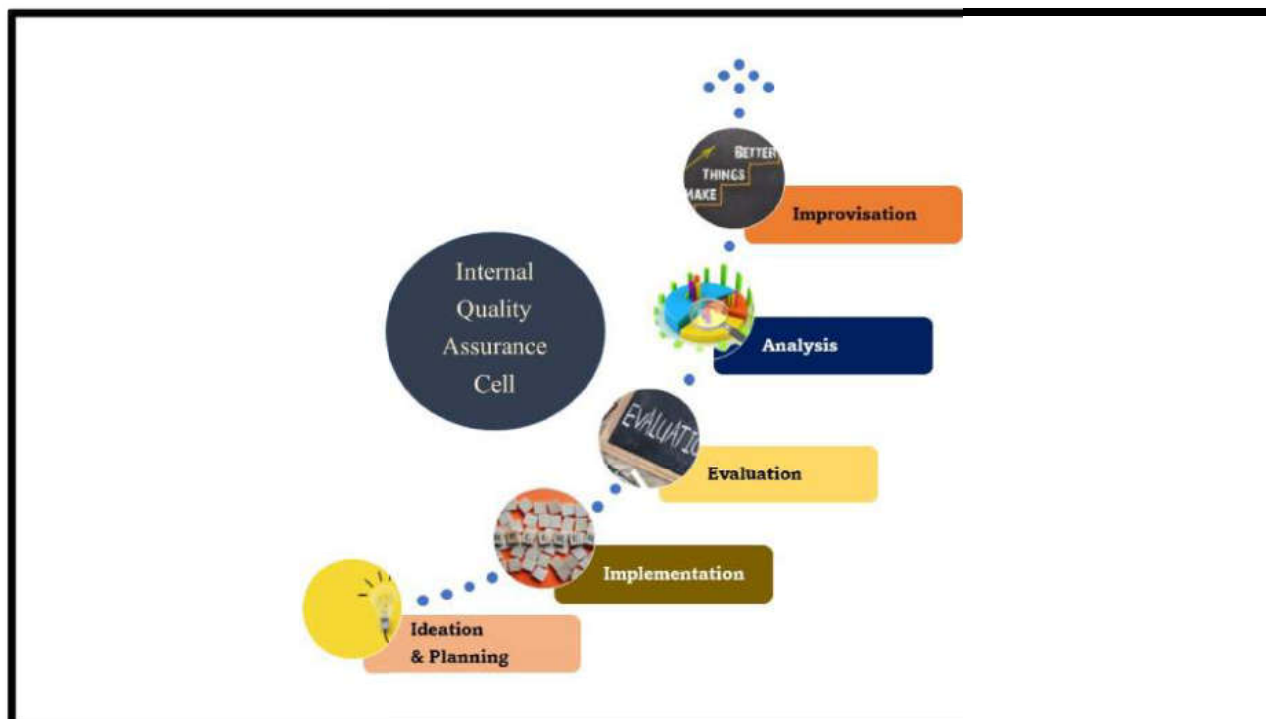 BETTER
THINGS
MAKE
Improvisation
Internal
Quality
Assurance
Cell
Analysis
EVALUATIO
Evaluation
Implementation
Ideation
& Planning